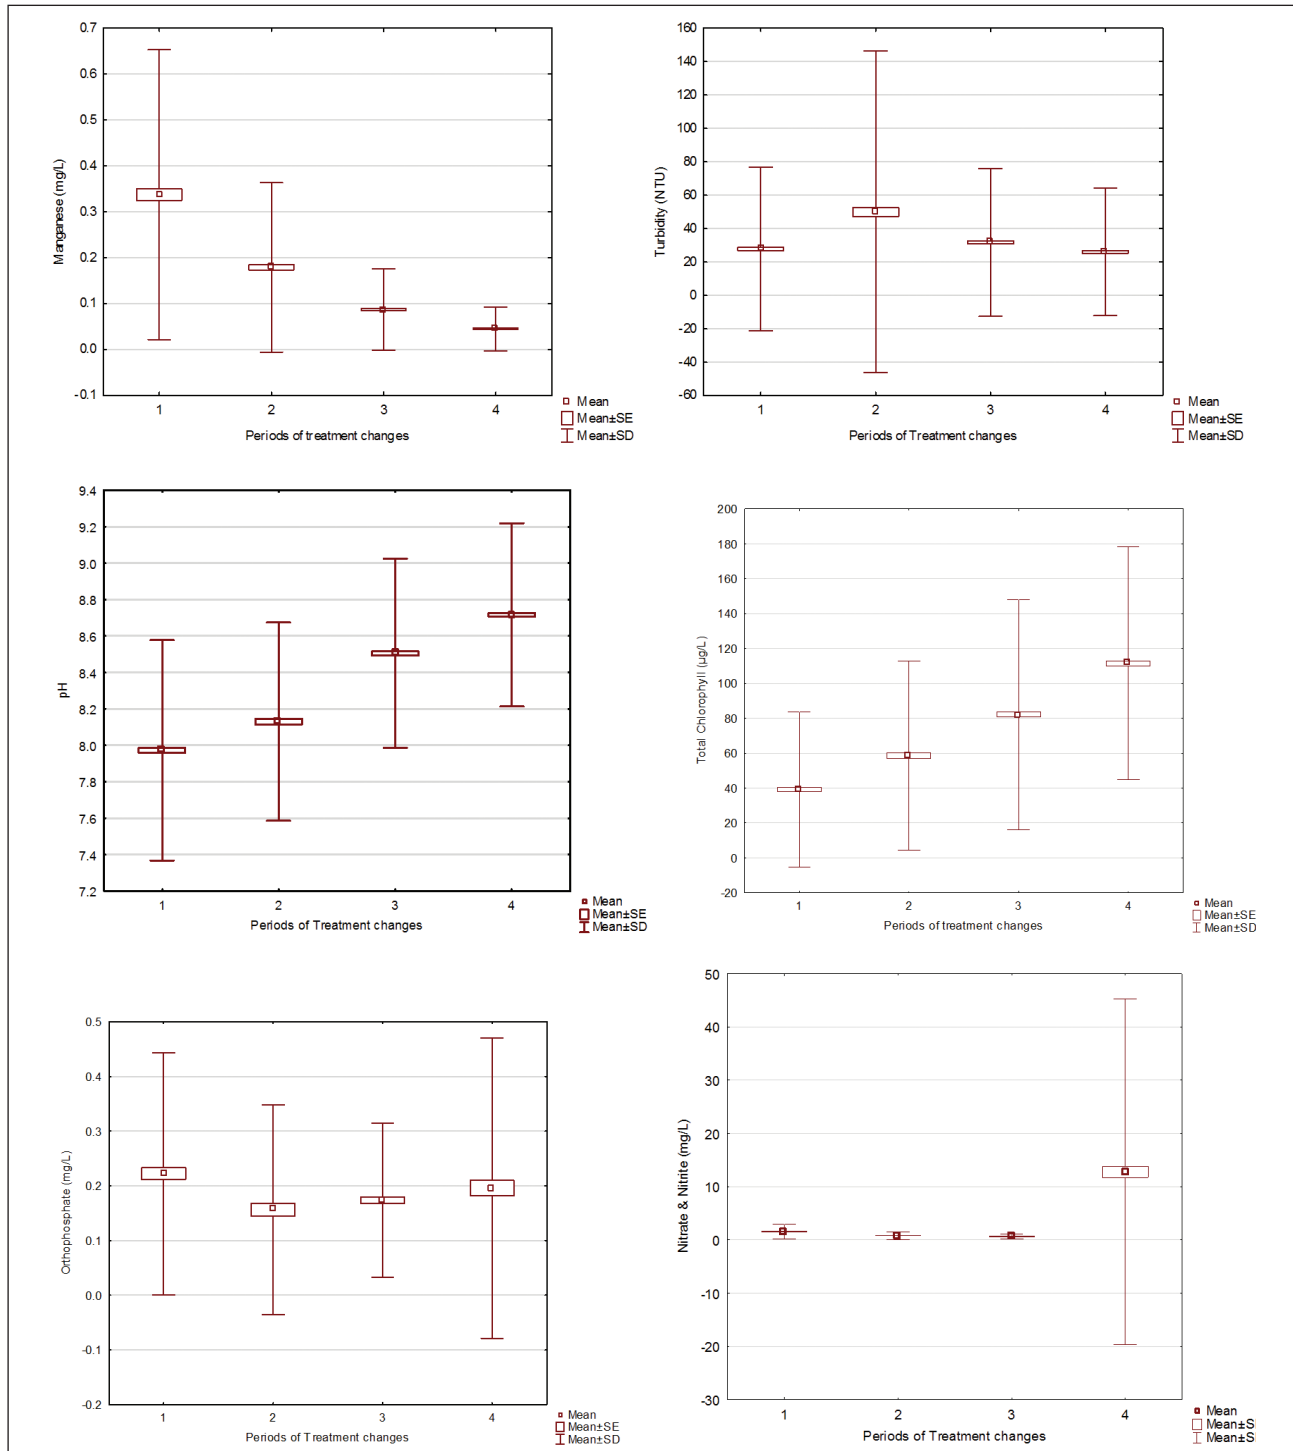 0.7
0.6
0.5
0.4
0.3
0.2
0.1
0.0
-0.1
Manganese (mg/L)
1 2 3 4
Periods of treatment changes
Mean
Mean±SE
Mean±SD
160
140
120
100
80
60
40
20
0
-20
-40
-60
Turbidity (NTU)
1 2 3 4
Periods of Treatment changes
Mean
Mean±SE
Mean±SD
9.4
9.2
9.0
8.8
8.6
8.4
8.2
8.0
7.8
7.6
7.4
7.2
pH
1 2 3 4
Periods of Treatment changes
Mean
Mean±SE
Mean±SD
200
180
160
140
120
100
80
60
40
20
0
-20
Total Chlorophyll (µg/L)
1 2 3 4
Periods of treatment changes
Mean
Mean±SE
Mean±SD
0.5
0.4
0.3
0.2
0.1
0.0
-0.1
-0.2
Orthophosphate (mg/L)
1 2 3 4
Periods of Treatment changes
Mean
Mean±SE
Mean±SD
50
40
30
20
10
0
-10
-20
-30
Nitrate & Nitrite (mg/L)
1 2 3 4
Periods of Treatment changes
Mean
Mean±S
Mean±S